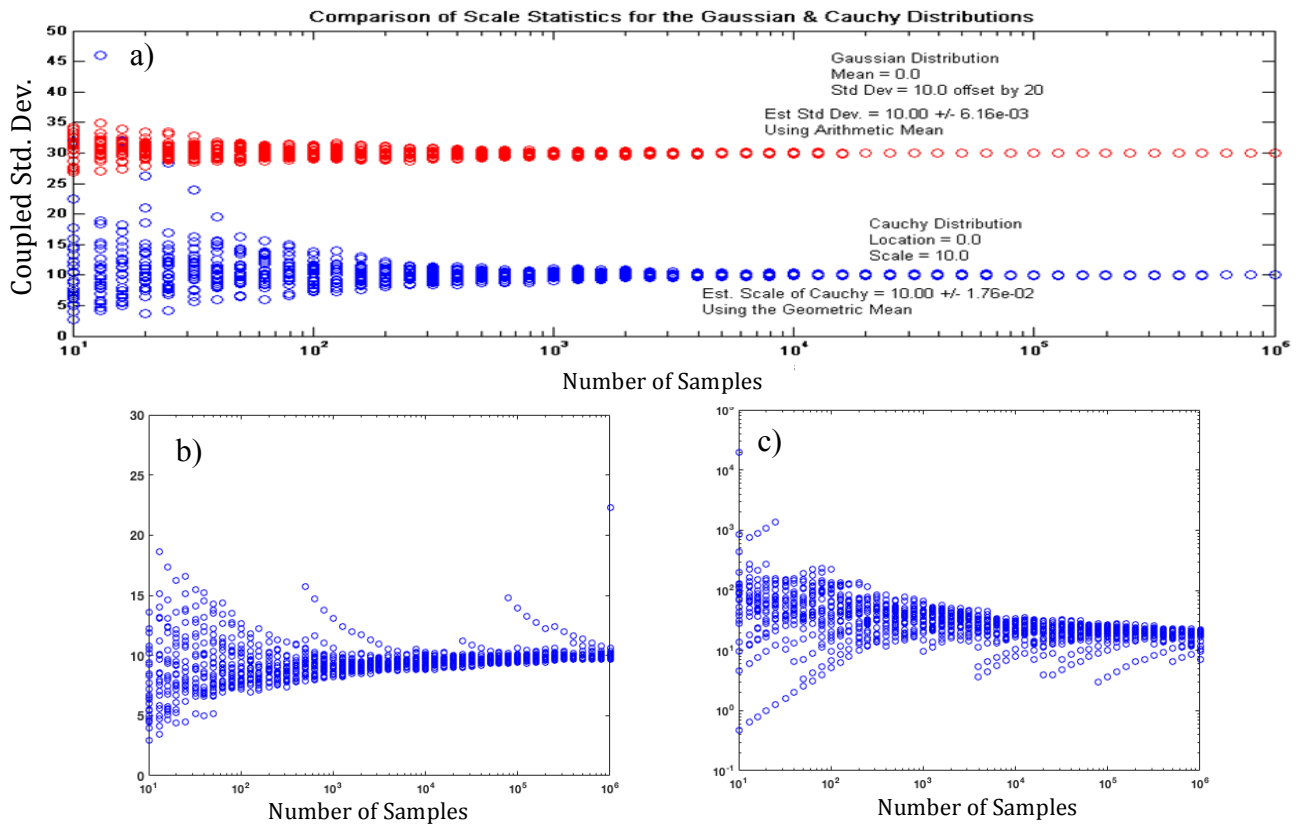 Comparison of Scale Statistics for the Gaussian & Cauchy Distributions
a)
Coupled Std. Dev.
50
45
40
35
30
25
20
15
10
5
0
Gaussian Distribution
Mean = 0.0
Std Dev = 10.0 offset by 20
Est Std Dev. = 10.00 +/- 6.16e-03
Using Arithmetic Mean
Cauchy Distribution
Location = 0.0
Scale = 10.0
Est. Scale of Cauchy = 10.00 +/- 1.76e-02
Using the Geometric Mean
10¹ 10² 10³ 10⁴ 10⁵ 10⁶
Number of Samples
b)
30
25
20
15
10
5
0
10¹ 10² 10³ 10⁴ 10⁵ 10⁶
Number of Samples
c)
10⁵
10⁴
10³
10²
10¹
10⁰
10⁻¹
10¹ 10² 10³ 10⁴ 10⁵ 10⁶
Number of Samples